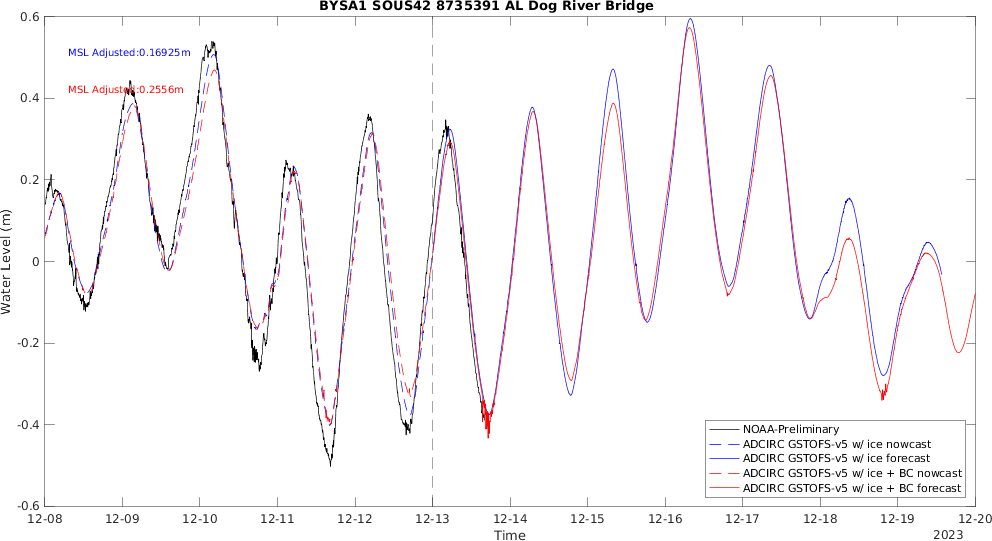 BYSA1 SOUS42 8735391 AL Dog River Bridge
MSL Adjusted:0.16925m
MSL Adjusted:0.2556m
Water Level (m)
0.6
0.4
0.2
0
-0.2
-0.4
-0.6
NOAA-Preliminary
ADCIRC GSTOFS-v5 w/ ice nowcast
ADCIRC GSTOFS-v5 w/ ice forecast
ADCIRC GSTOFS-v5 w/ ice + BC nowcast
ADCIRC GSTOFS-v5 w/ ice + BC forecast
12-08 12-09 12-10 12-11 12-12 12-13 12-14 12-15 12-16 12-17 12-18 12-19 12-20
Time
2023